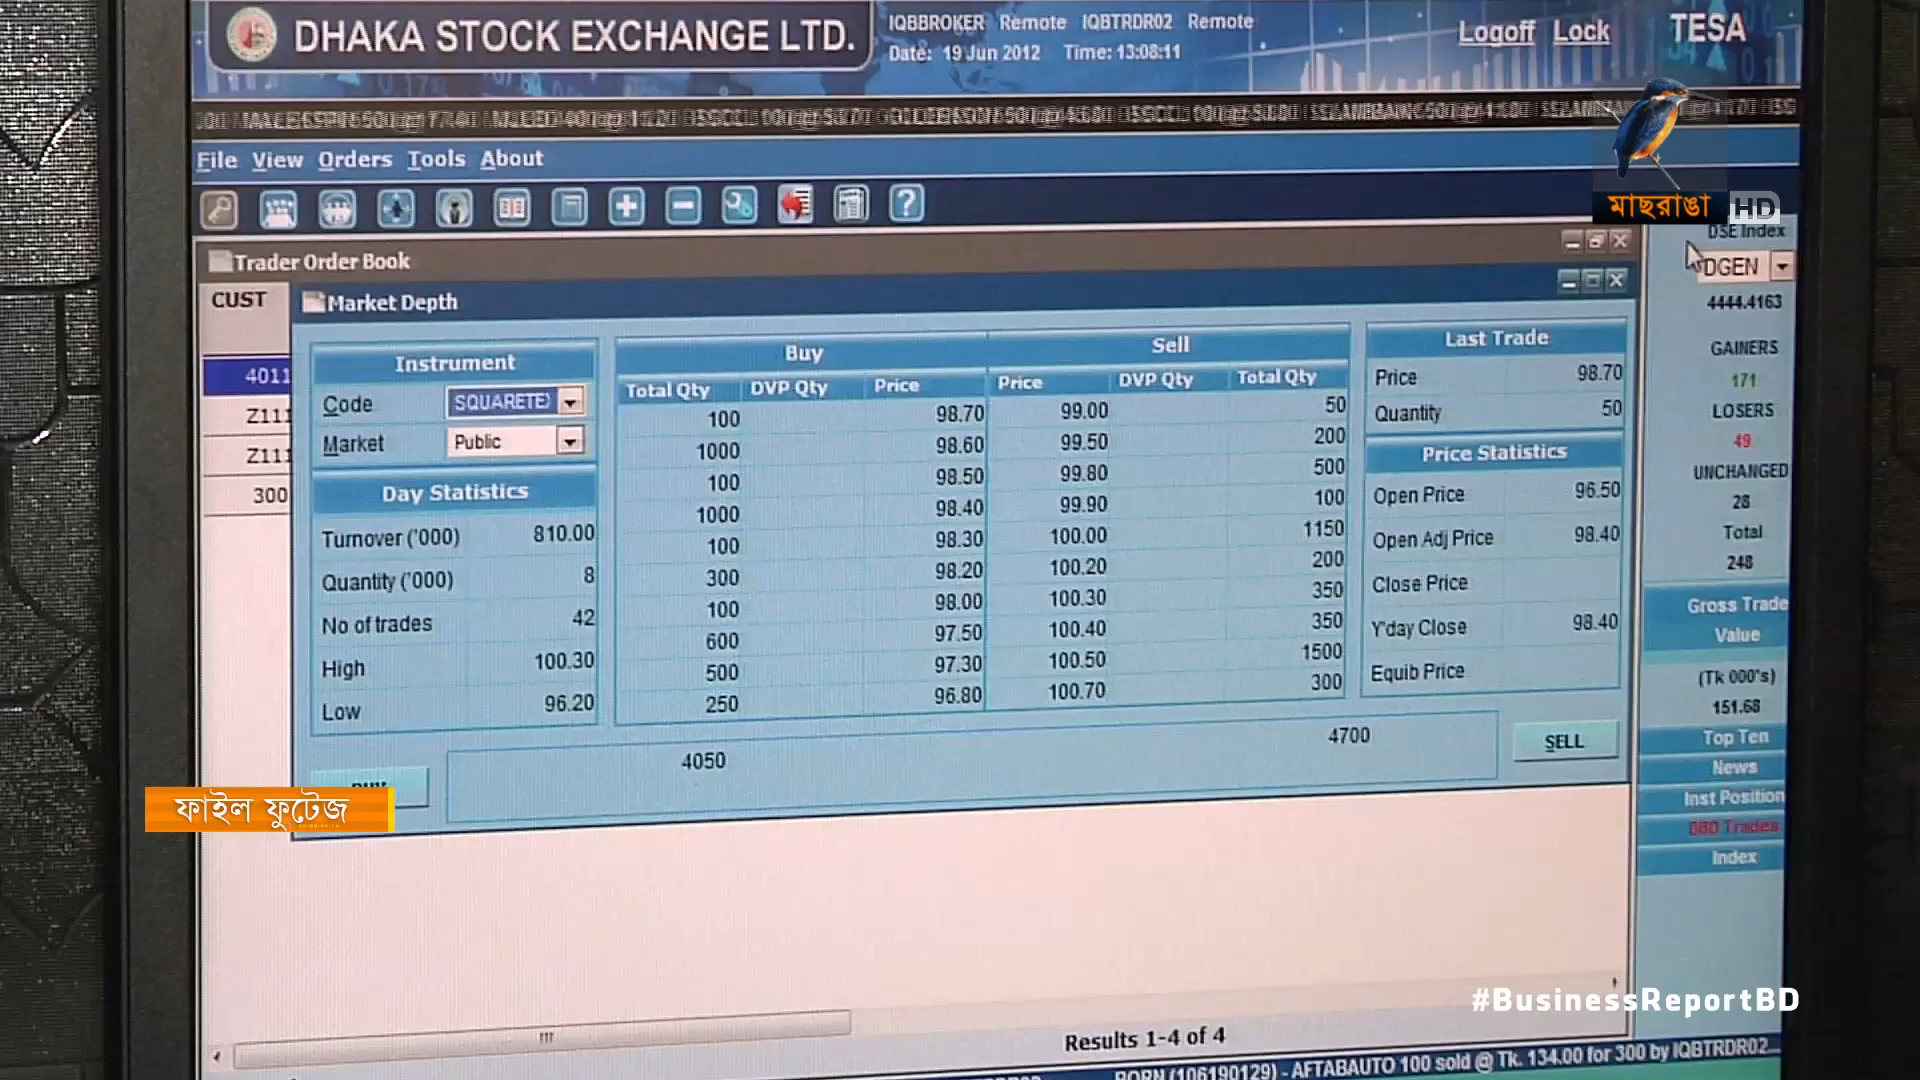 DHAKA STOCK EXCHANGE LTD.
IQBBROKER Remote IQBTRDR02 Remote
Date: 19 Jun 2012 Time: 13:08:11
Logoff Lock
TESA
মাছরাঙা HD
File View Orders Tools About
Trader Order Book
DSE Index
DGEN
4444.4163
GAINERS
171
LOSERS
49
UNCHANGED
28
Total
248
Gross Trade
Value
(Tk 000's)
151.68
Top Ten
News
Inst Position
BBO Trades
Index
CUST
4011
Z111
Z111
300
Market Depth
Instrument
Code SQUARETEX
Market Public
Day Statistics
Turnover ('000) 810.00
Quantity ('000) 8
No of trades 42
High 100.30
Low 96.20
Buy Sell
Total Qty DVP Qty Price Price DVP Qty Total Qty
100 98.70 99.00 50
1000 98.60 99.50 200
100 98.50 99.80 500
1000 98.40 99.90 100
100 98.30 100.00 1150
300 98.20 100.20 200
100 98.00 100.30 350
600 97.50 100.40 350
500 97.30 100.50 1500
250 96.80 100.70 300
4050 4700
Last Trade
Price 98.70
Quantity 50
Price Statistics
Open Price 96.50
Open Adj Price 98.40
Close Price
Y'day Close 98.40
Equib Price
SELL
ফাইল ফুটেজ
#BusinessReportBD
Results 1-4 of 4
(106190129) - AFTABAUTO 100 sold @ Tk. 134.00 for 300 by IQBTRDR02...